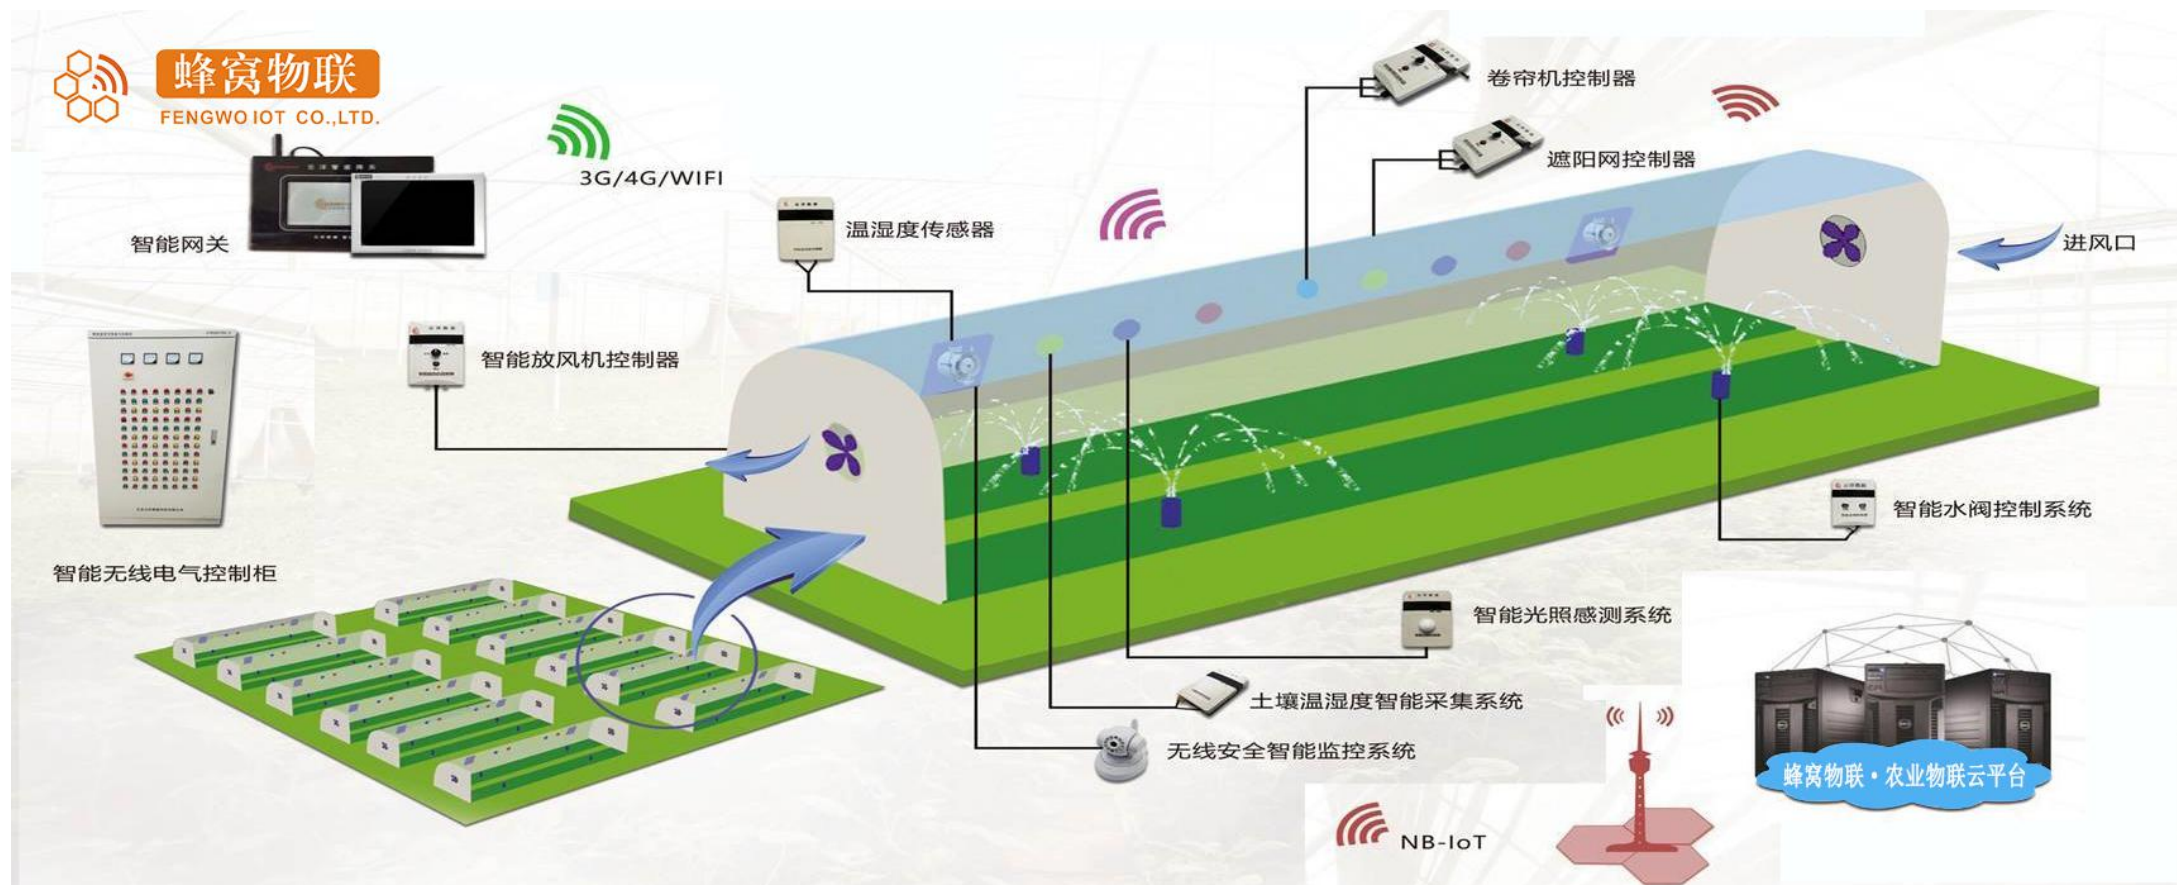 蜂窝物联
FENGWO IOT CO.,LTD.
卷帘机控制器
遮阳网控制器
3G/4G/WIFI
智能网关
温湿度传感器
进风口
智能放风机控制器
智能水阀控制系统
智能无线电气控制柜
智能光照感测系统
土壤温湿度智能采集系统
无线安全智能监控系统
蜂窝物联·农业物联云平台
NB-IoT